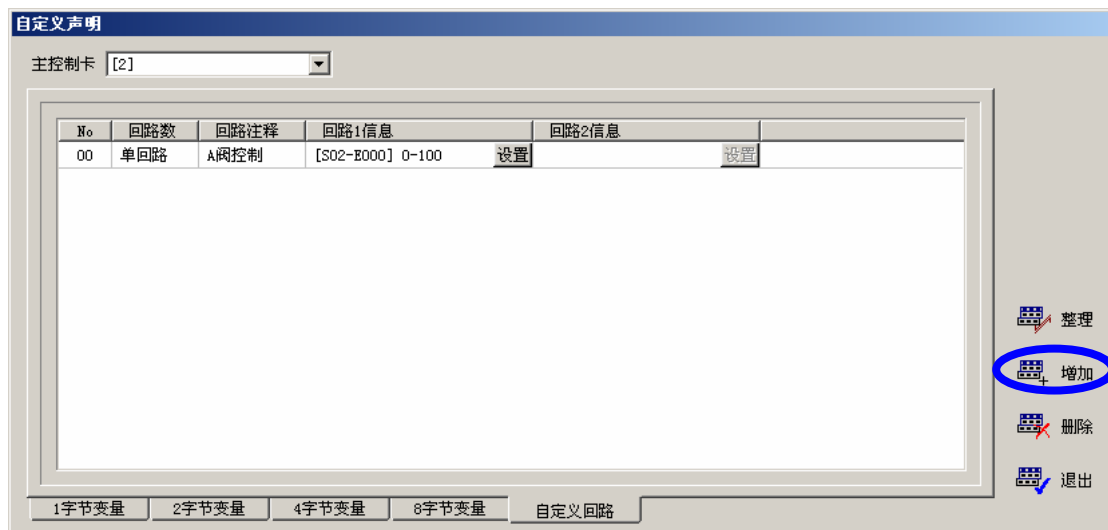 自定义声明
主控制卡 [2]
No 回路数 回路注释 回路1信息 回路2信息
00 单回路 A阀控制 [S02-E000] 0-100 设置 设置
整理
增加
删除
退出
1字节变量 2字节变量 4字节变量 8字节变量 自定义回路